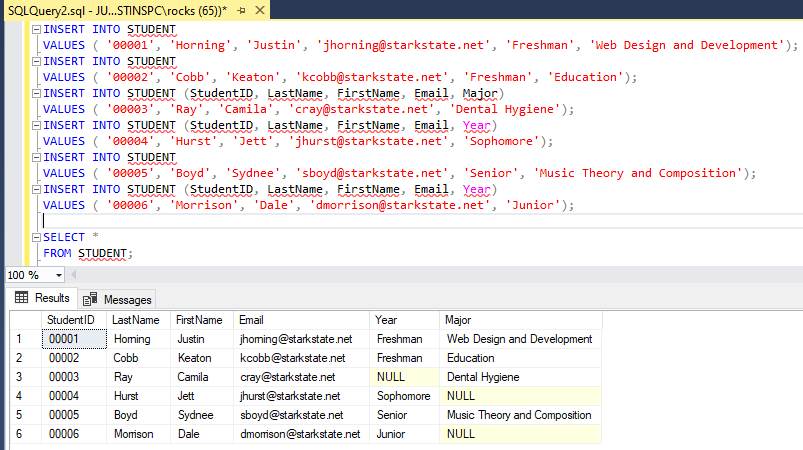 SQLQuery2.sql - JU...STINSPC\rocks (65))*
INSERT INTO STUDENT
VALUES ( '00001', 'Horning', 'Justin', 'jhorning@starkstate.net', 'Freshman', 'Web Design and Development');
INSERT INTO STUDENT
VALUES ( '00002', 'Cobb', 'Keaton', 'kcobb@starkstate.net', 'Freshman', 'Education');
INSERT INTO STUDENT (StudentID, LastName, FirstName, Email, Major)
VALUES ( '00003', 'Ray', 'Camila', 'cray@starkstate.net', 'Dental Hygiene');
INSERT INTO STUDENT (StudentID, LastName, FirstName, Email, Year)
VALUES ( '00004', 'Hurst', 'Jett', 'jhurst@starkstate.net', 'Sophomore');
INSERT INTO STUDENT
VALUES ( '00005', 'Boyd', 'Sydnee', 'sboyd@starkstate.net', 'Senior', 'Music Theory and Composition');
INSERT INTO STUDENT (StudentID, LastName, FirstName, Email, Year)
VALUES ( '00006', 'Morrison', 'Dale', 'dmorrison@starkstate.net', 'Junior');
SELECT *
FROM STUDENT;
100 %
Results Messages
StudentID LastName FirstName Email Year Major
1 00001 Horning Justin jhorning@starkstate.net Freshman Web Design and Development
2 00002 Cobb Keaton kcobb@starkstate.net Freshman Education
3 00003 Ray Camila cray@starkstate.net NULL Dental Hygiene
4 00004 Hurst Jett jhurst@starkstate.net Sophomore NULL
5 00005 Boyd Sydnee sboyd@starkstate.net Senior Music Theory and Composition
6 00006 Morrison Dale dmorrison@starkstate.net Junior NULL